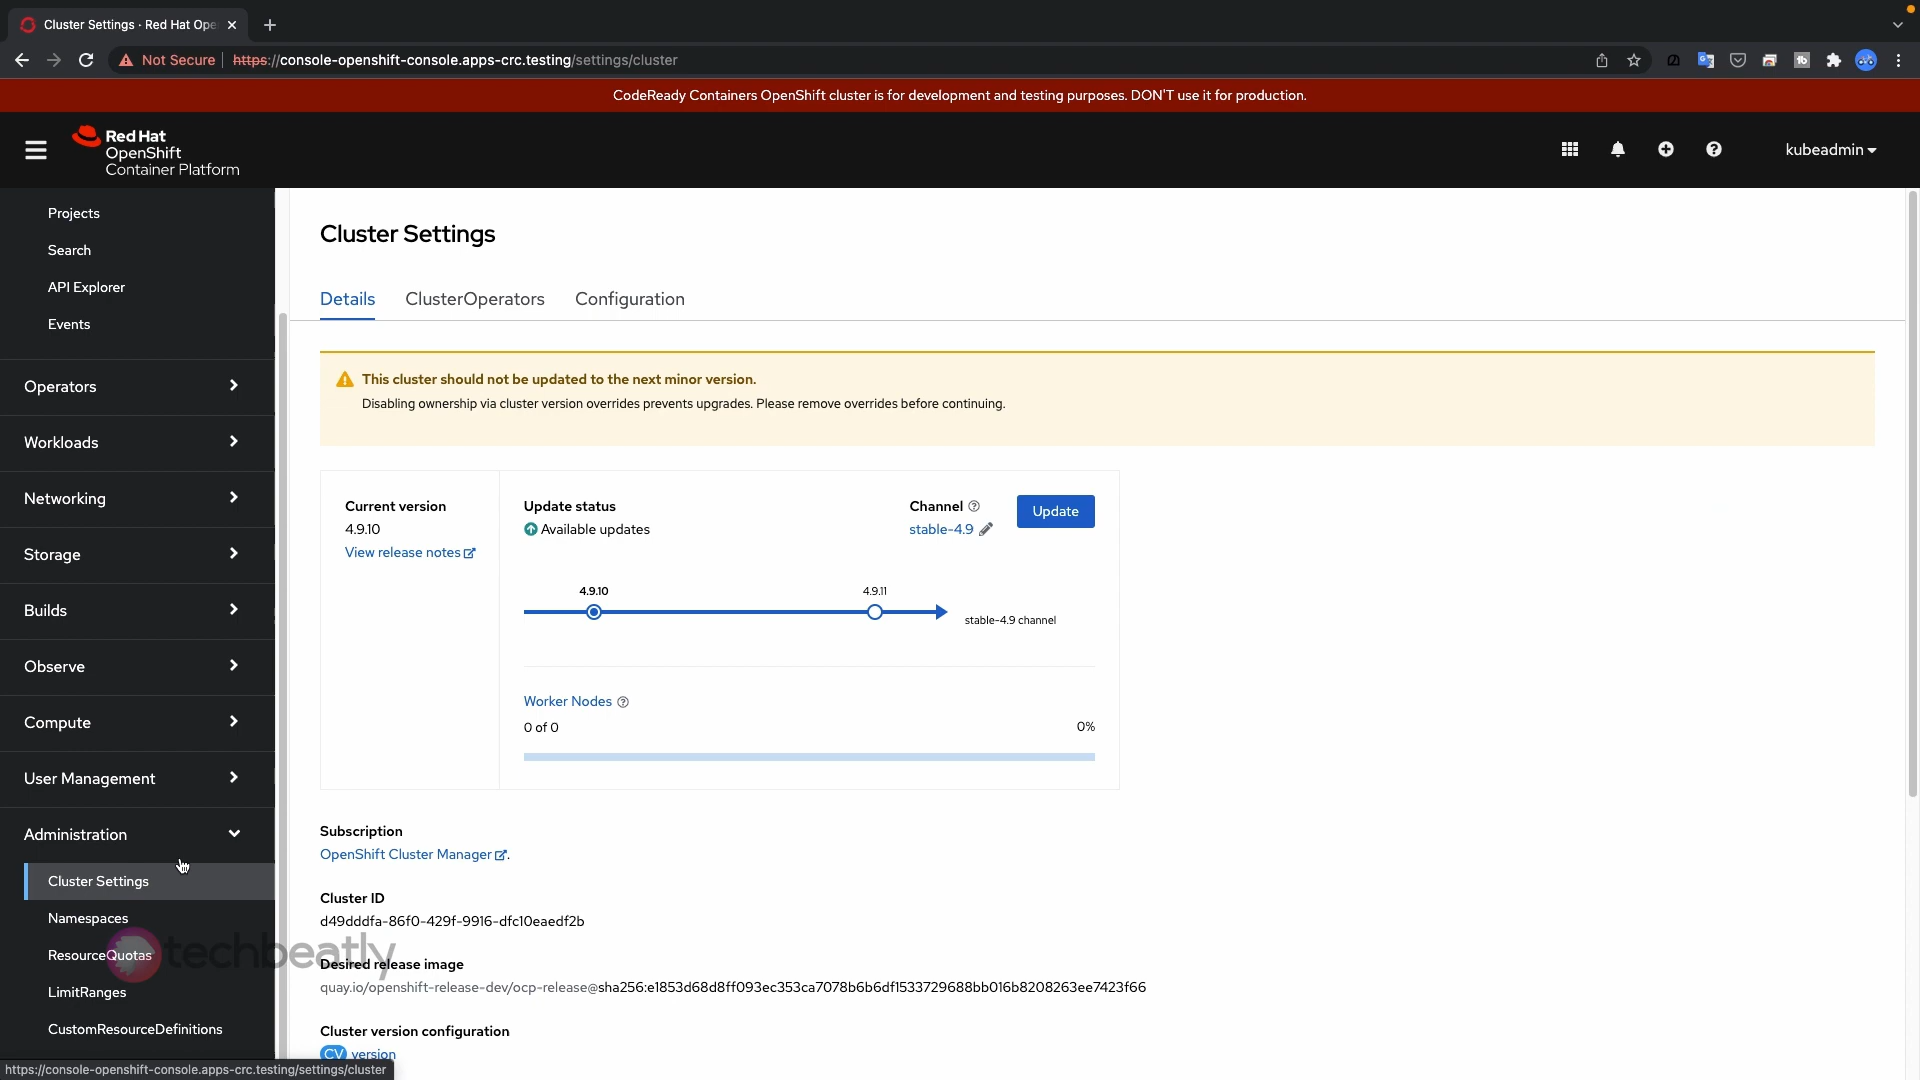 Cluster Settings · Red Hat Ope
Not Secure
https://console-openshift-console.apps-crc.testing/settings/cluster
CodeReady Containers OpenShift cluster is for development and testing purposes. DON'T use it for production.
Red Hat
OpenShift
Container Platform
kubeadmin
Projects
Search
API Explorer
Events
Operators
Workloads
Networking
Storage
Builds
Observe
Compute
User Management
Administration
Cluster Settings
Namespaces
ResourceQuotas
LimitRanges
CustomResourceDefinitions
techbeatly
https://console-openshift-console.apps-crc.testing/settings/cluster
Cluster Settings
Details ClusterOperators Configuration
This cluster should not be updated to the next minor version.
Disabling ownership via cluster version overrides prevents upgrades. Please remove overrides before continuing.
Current version
4.9.10
View release notes
Update status
Available updates
Channel
stable-4.9
Update
4.9.10 4.9.11
stable-4.9 channel
Worker Nodes
0 of 0 0%
Subscription
OpenShift Cluster Manager.
Cluster ID
d49dddfa-86f0-429f-9916-dfc10eaedf2b
Desired release image
quay.io/openshift-release-dev/ocp-release@sha256:e1853d68d8ff093ec353ca7078b6b6df1533729688bb016b8208263ee7423f66
Cluster version configuration
CV version